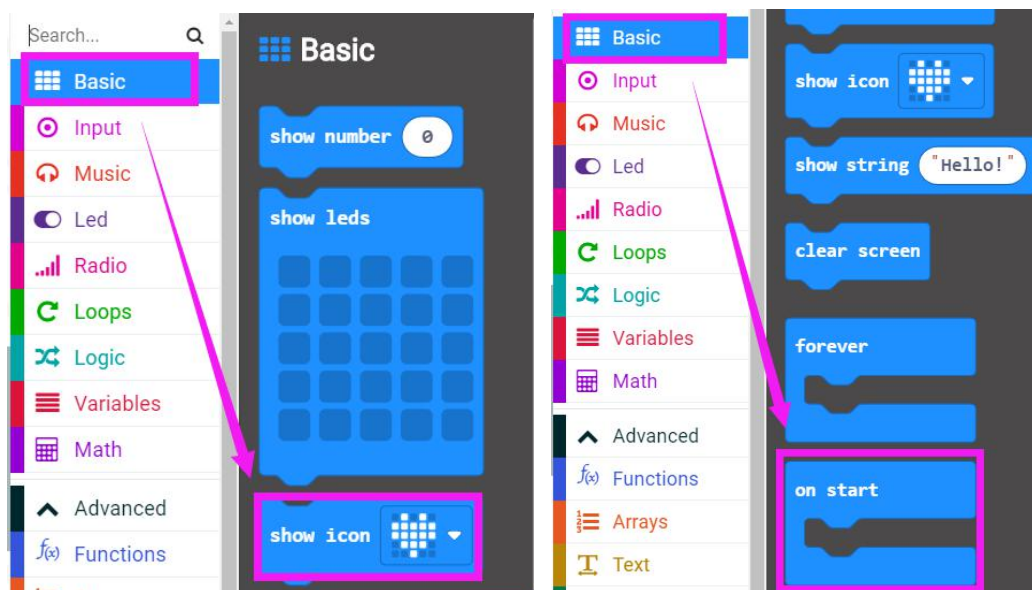 Search...
Basic
Input
Music
Led
Radio
Loops
Logic
Variables
Math
Advanced
f(x) Functions
Basic
show number 0
show leds
show icon
Basic
Input
Music
Led
Radio
Loops
Logic
Variables
Math
Advanced
f(x) Functions
Arrays
Text
show icon
show string "Hello!"
clear screen
forever
on start